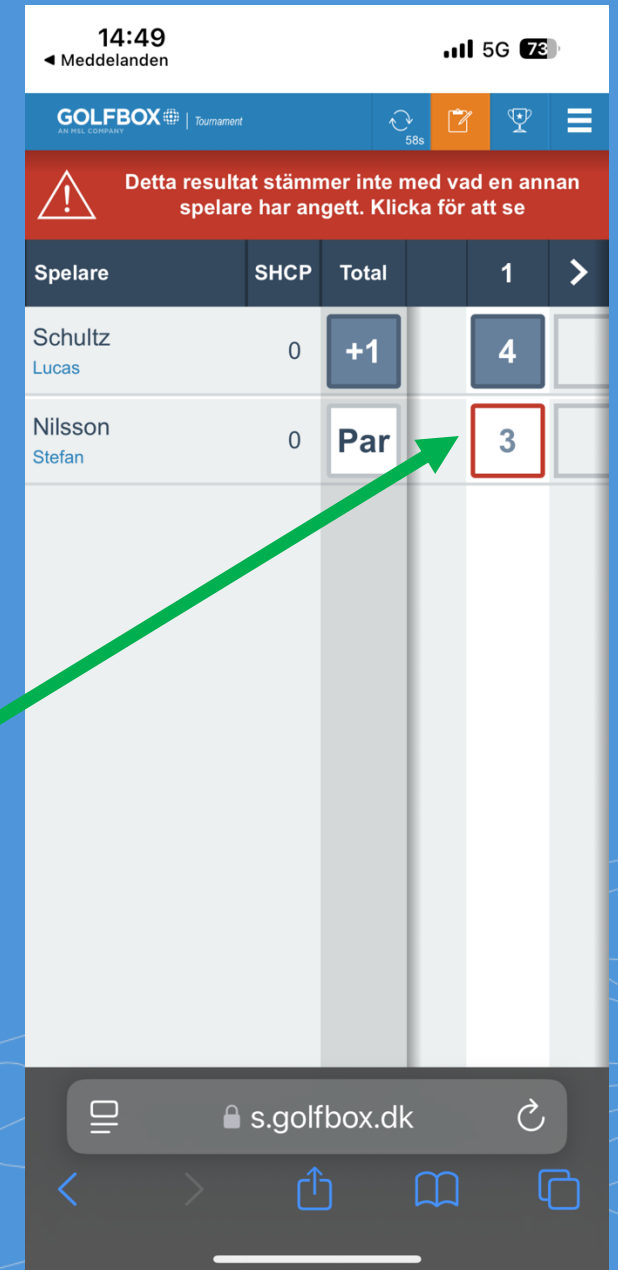 14:49
◀ Meddelanden
5G 73
GOLFBOX | Tournament
AN MSL COMPANY
58s
Detta resultat stämmer inte med vad en annan
spelare har angett. Klicka för att se
Spelare SHCP Total 1
Schultz
Lucas
0 +1 4
Nilsson
Stefan
0 Par 3
s.golfbox.dk